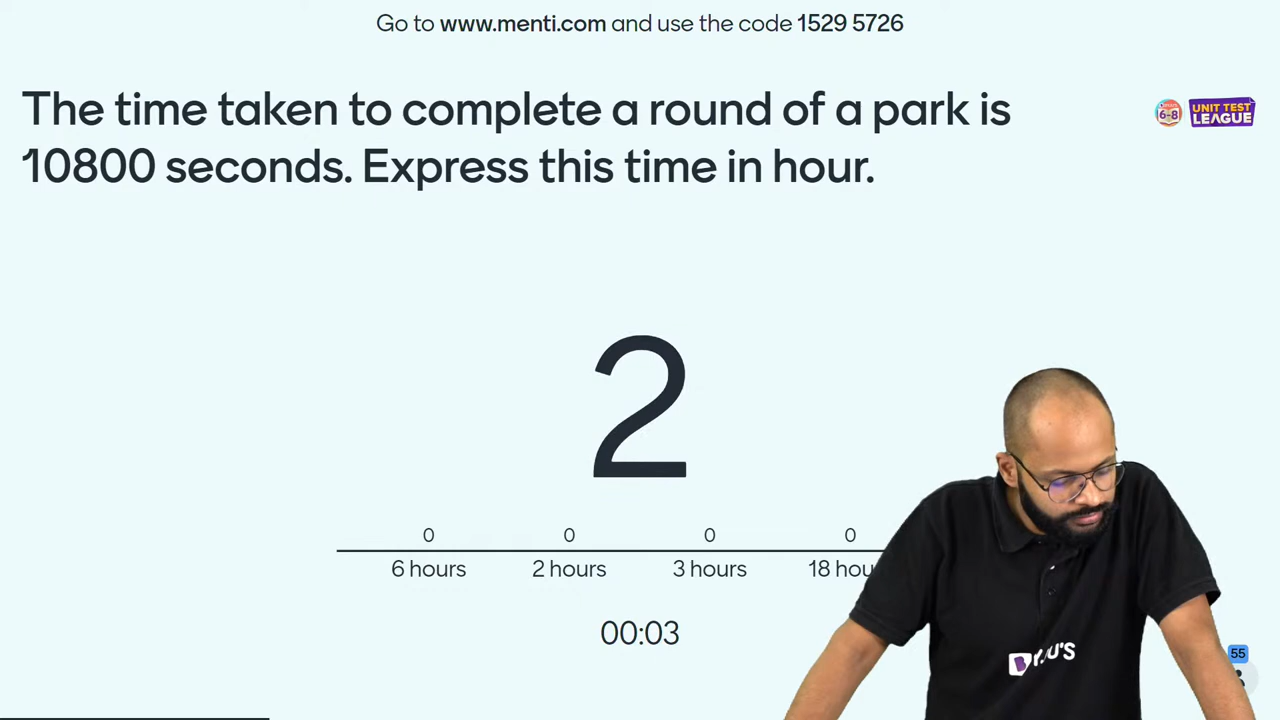 Go to www.menti.com and use the code 1529 5726
The time taken to complete a round of a park is
10800 seconds. Express this time in hour.
6-8
UNIT TEST
LEAGUE
2
0 0 0 0
6 hours 2 hours 3 hours
00:03
55